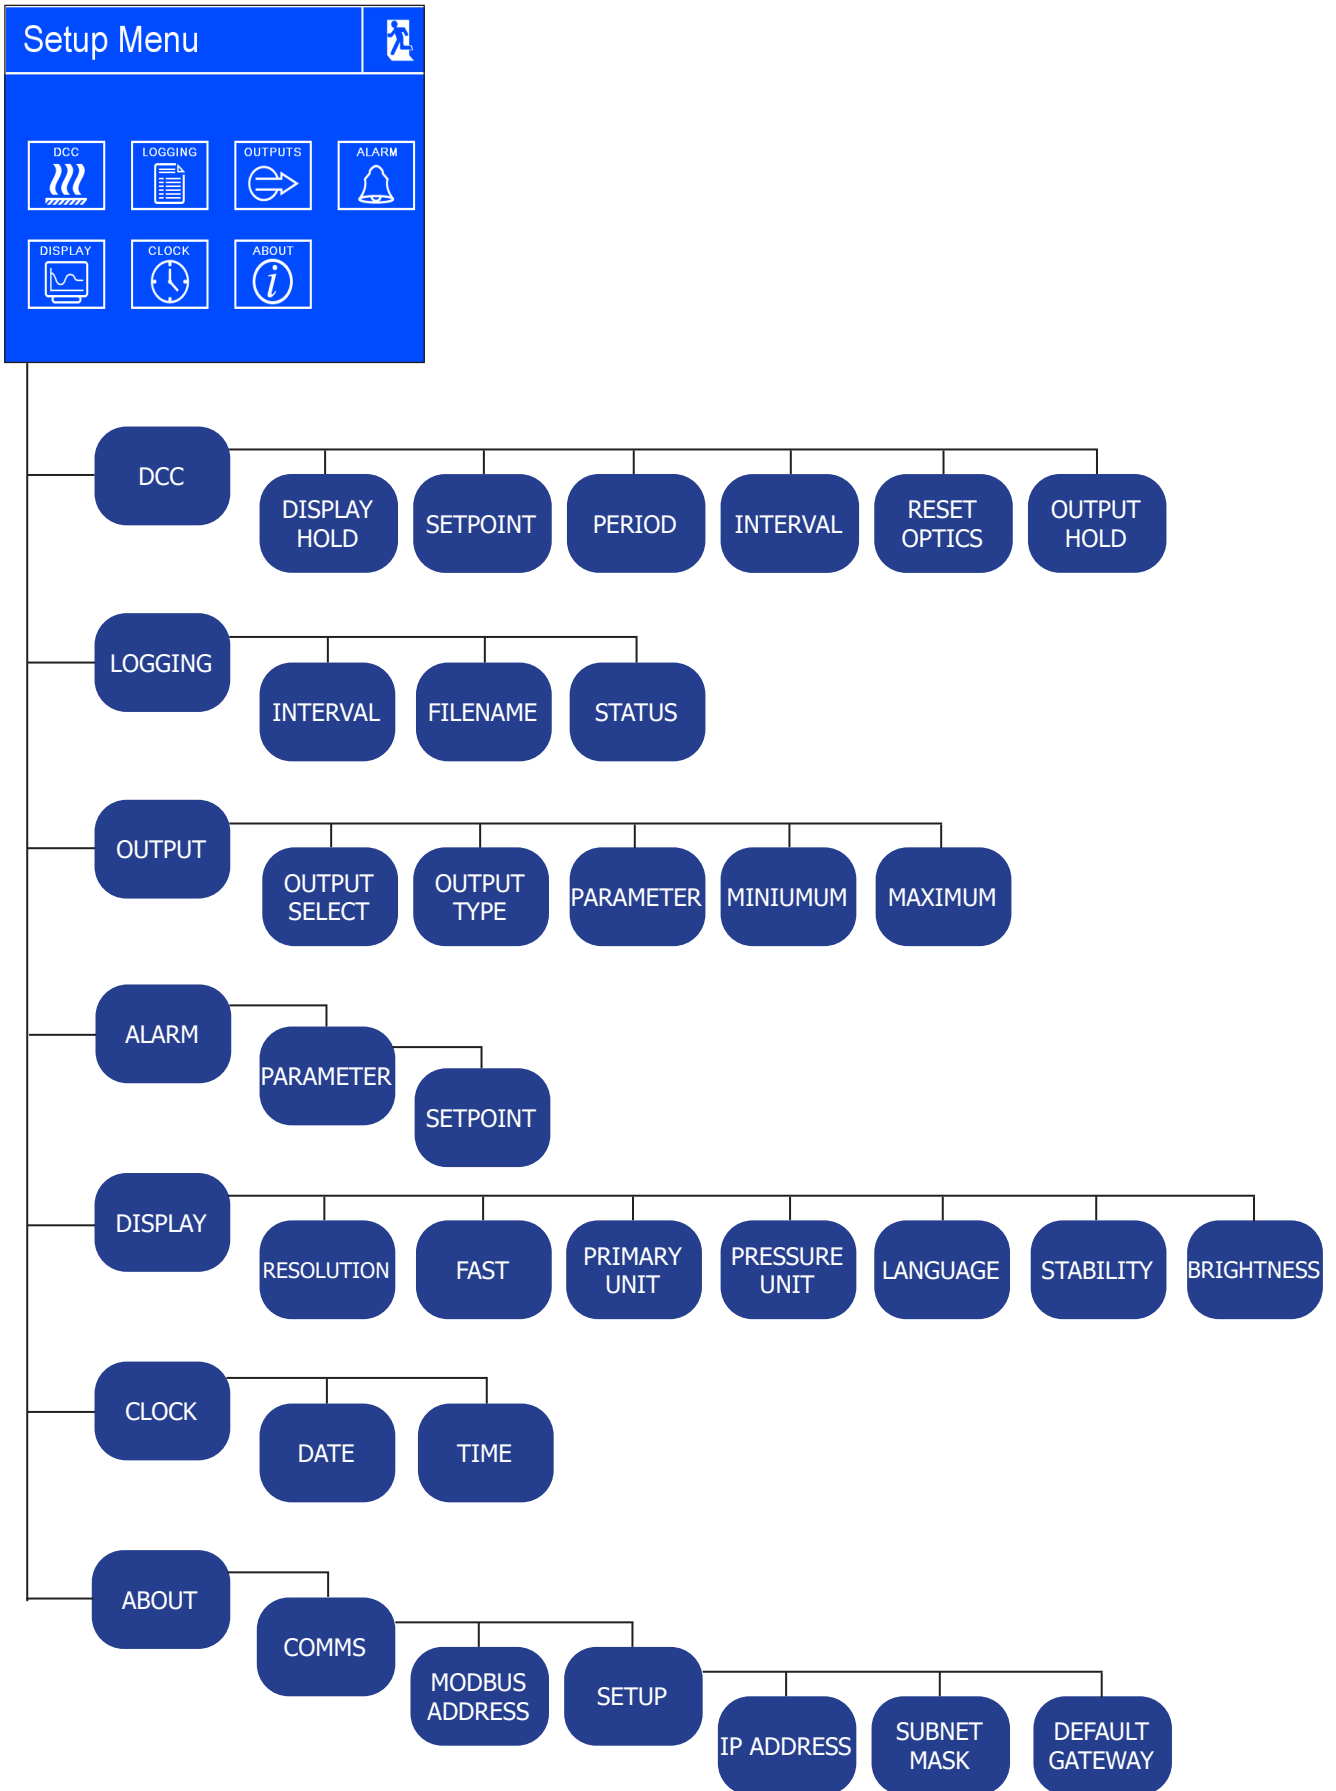 Setup Menu
DCC
LOGGING
OUTPUTS
ALARM
DISPLAY
CLOCK
ABOUT
i
DCC
DISPLAY
HOLD
SETPOINT
PERIOD
INTERVAL
RESET
OPTICS
OUTPUT
HOLD
LOGGING
INTERVAL
FILENAME
STATUS
OUTPUT
OUTPUT
SELECT
OUTPUT
TYPE
PARAMETER
MINIUMUM
MAXIMUM
ALARM
PARAMETER
SETPOINT
DISPLAY
RESOLUTION
FAST
PRIMARY
UNIT
PRESSURE
UNIT
LANGUAGE
STABILITY
BRIGHTNESS
CLOCK
DATE
TIME
ABOUT
COMMS
MODBUS
ADDRESS
SETUP
IP ADDRESS
SUBNET
MASK
DEFAULT
GATEWAY